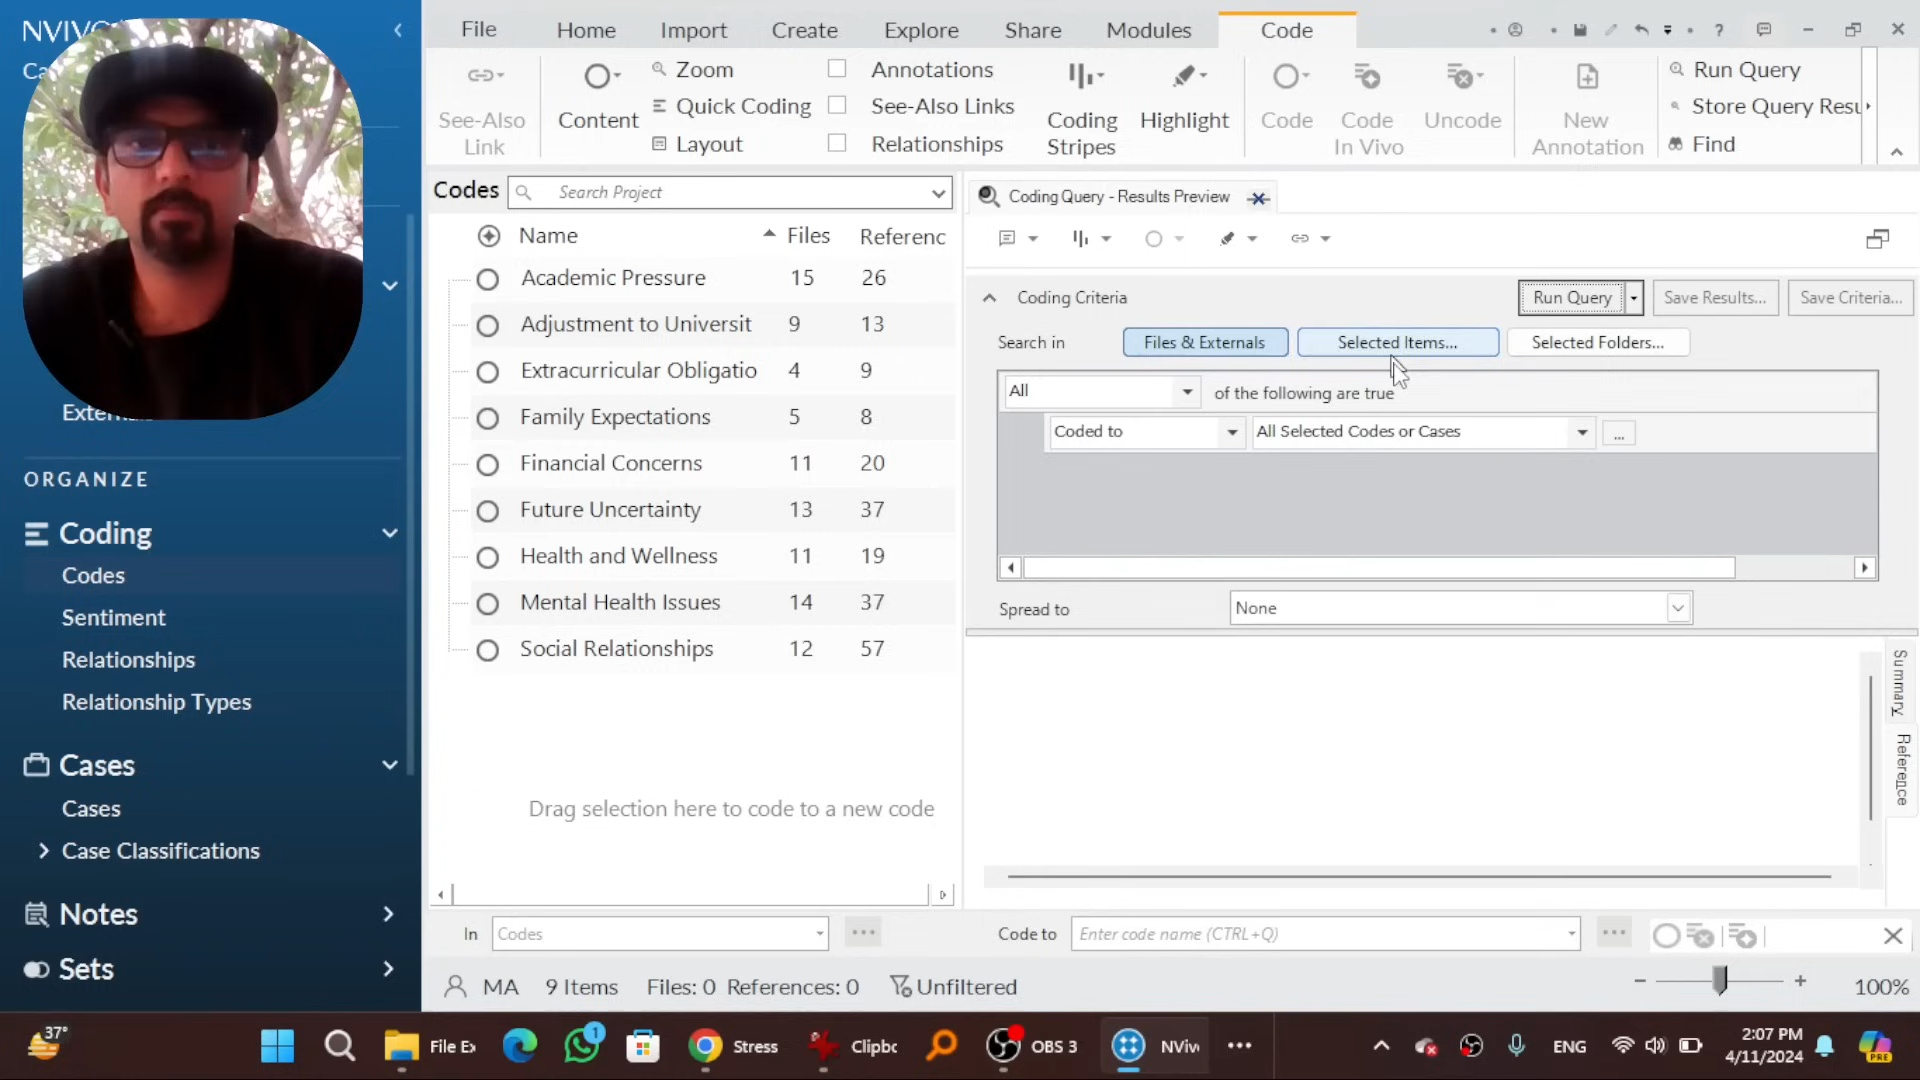 NVIVO
Ca
File
Home
Import
Create
Explore
Share
Modules
Code
See-Also
Link
Content
Zoom
Quick Coding
Layout
Annotations
See-Also Links
Relationships
Coding
Stripes
Highlight
Code
Code
In Vivo
Uncode
New
Annotation
Run Query
Store Query Resu
Find
Codes
Search Project
Coding Query - Results Preview
Name
Files
Referenc
Academic Pressure 15 26
Adjustment to Universit 9 13
Extracurricular Obligatio 4 9
Family Expectations 5 8
Financial Concerns 11 20
Future Uncertainty 13 37
Health and Wellness 11 19
Mental Health Issues 14 37
Social Relationships 12 57
Drag selection here to code to a new code
Coding Criteria
Run Query
Save Results...
Save Criteria...
Search in
Files & Externals
Selected Items...
Selected Folders...
All
of the following are true
Coded to
All Selected Codes or Cases
...
Spread to
None
Summary
Reference
ORGANIZE
Coding
Codes
Sentiment
Relationships
Relationship Types
Cases
Cases
Case Classifications
Notes
Sets
In
Codes
Code to
Enter code name (CTRL+Q)
MA
9 Items
Files: 0
References: 0
Unfiltered
100%
37°
File Ex
1
Stress
Clipbc
OBS 3
NViv
ENG
2:07 PM
4/11/2024
PRE